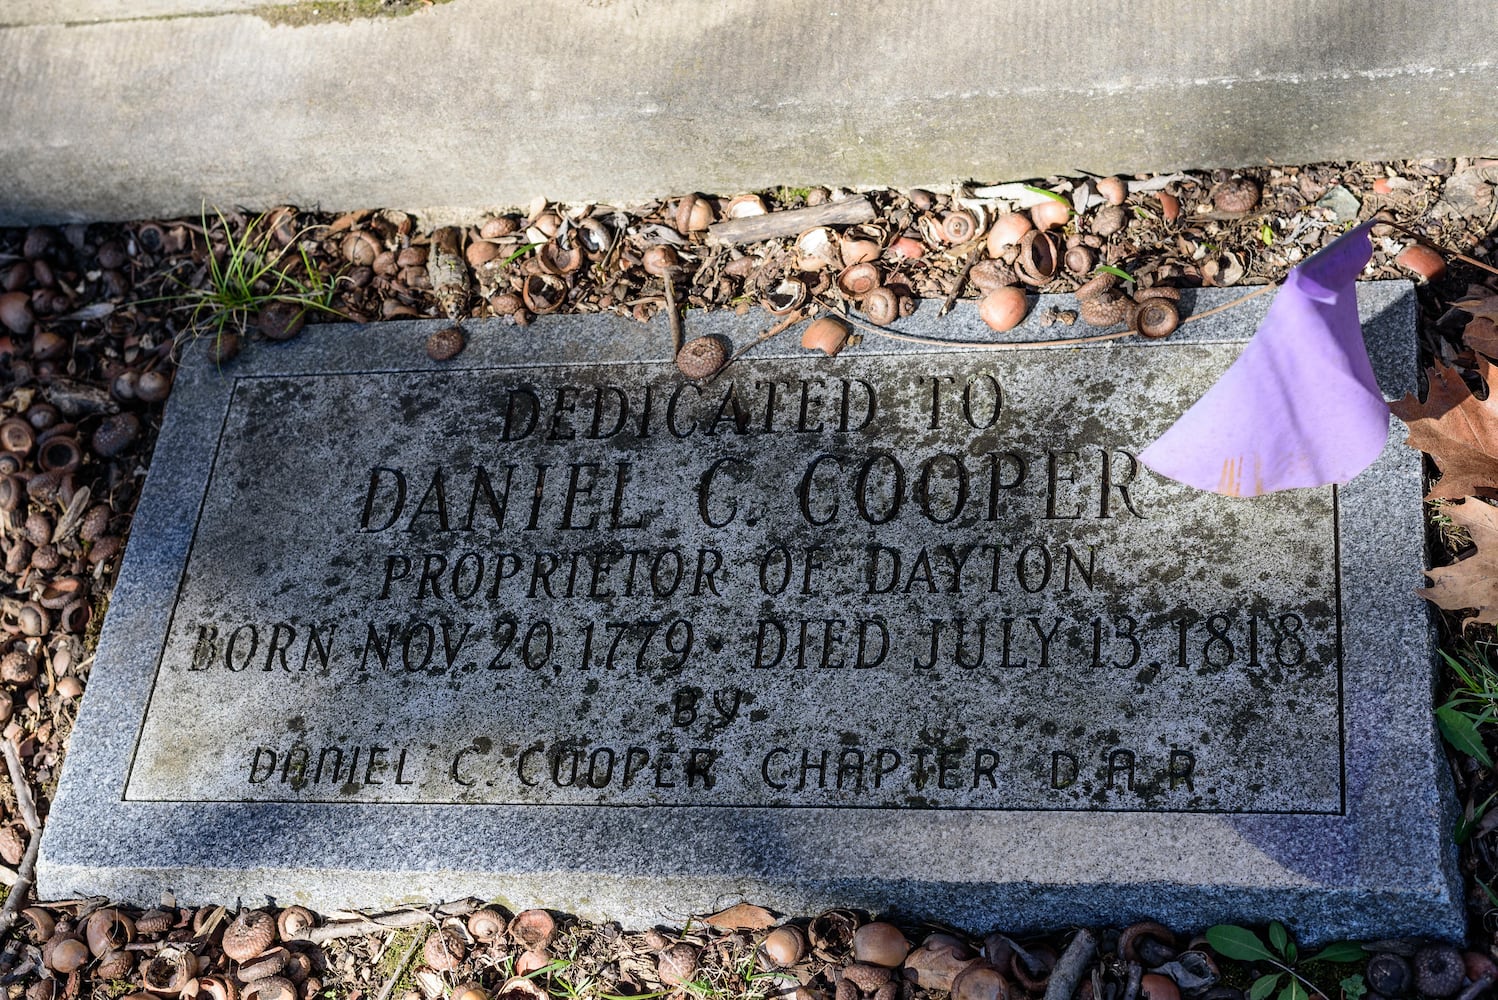 DEDICATED TO
DANIEL C. COOPER
PROPRIETOR OF DAYTON
BORN NOV. 20, 1779 · DIED JULY 13, 1818
BY
DANIEL C. COOPER CHAPTER D.A.R.